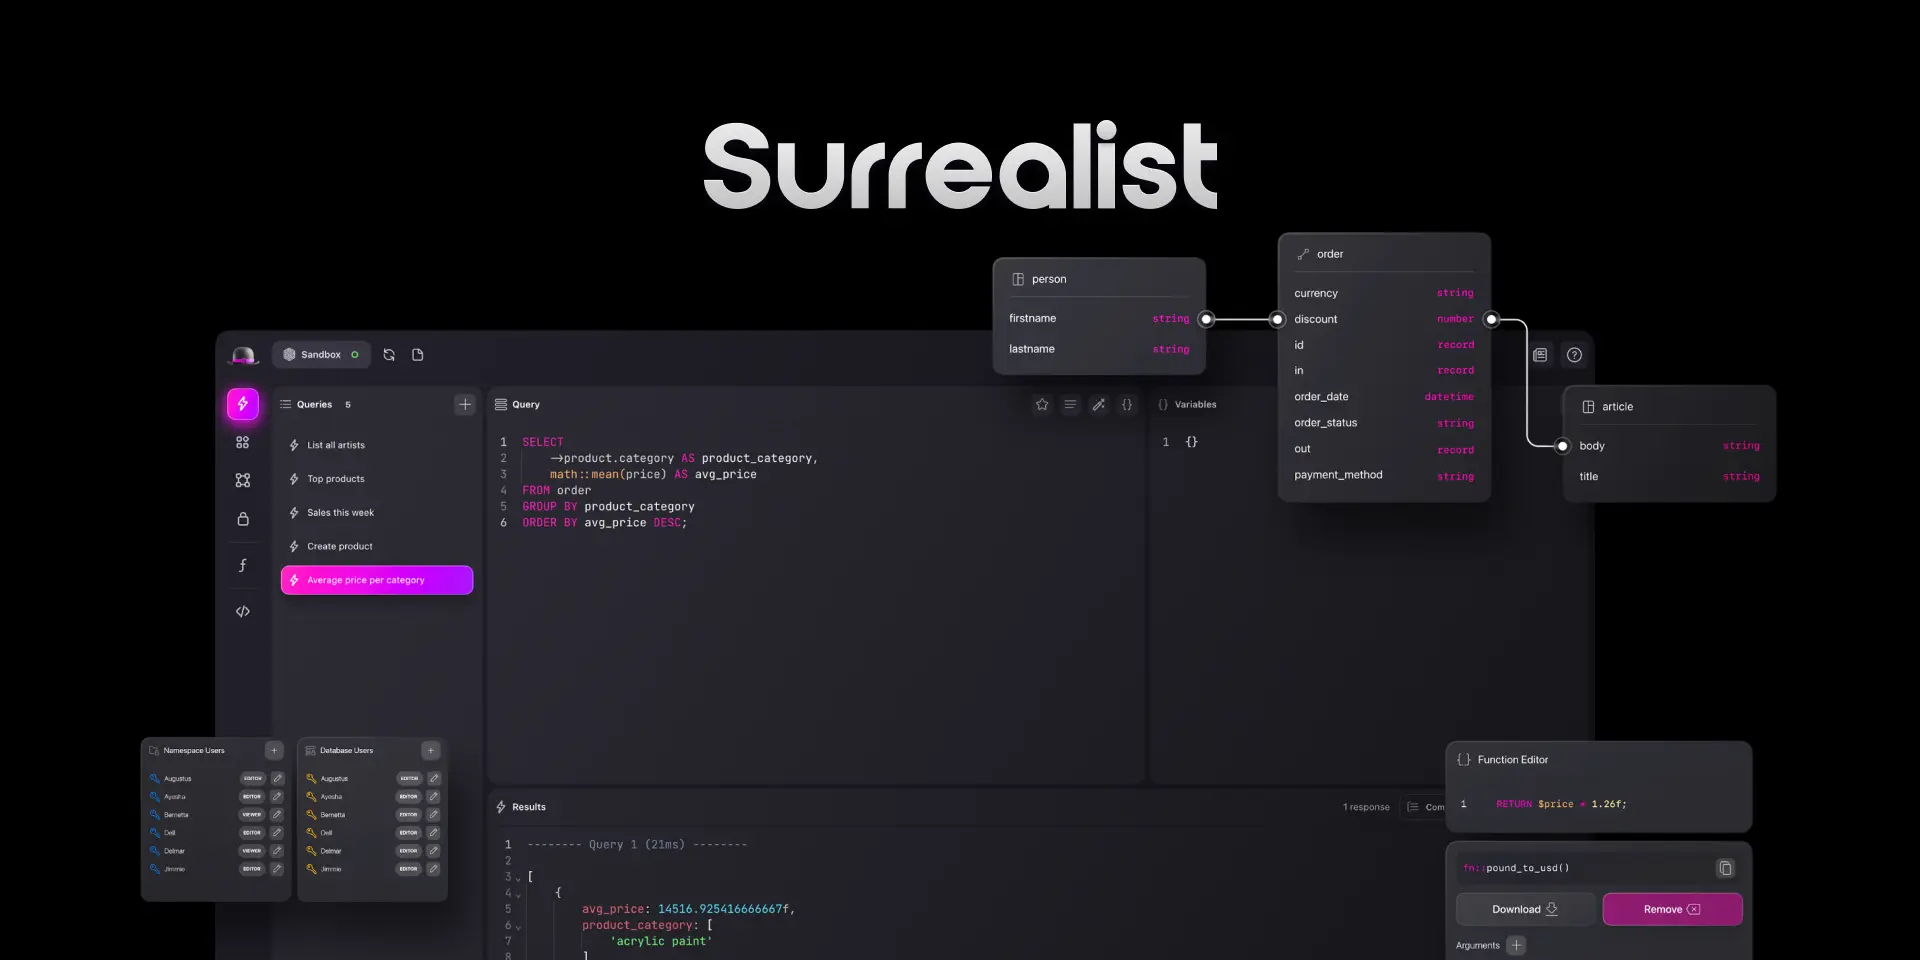 Surrealist
person
firstname string
lastname string
order
currency string
discount number
id record
in record
order_date datetime
order_status string
out record
payment_method string
article
body string
title string
Sandbox
Queries 5
List all artists
Top products
Sales this week
Create product
Average price per category
Query
1 SELECT
2 ->product.category AS product_category,
3 math::mean(price) AS avg_price
4 FROM order
5 GROUP BY product_category
6 ORDER BY avg_price DESC;
{} Variables
1 {}
Namespace Users
Augustus EDITOR
Ayesha EDITOR
Bernetta VIEWER
Dell EDITOR
Delmar VIEWER
Jimmie EDITOR
Database Users
Augustus EDITOR
Ayesha EDITOR
Bernetta EDITOR
Dell EDITOR
Delmar EDITOR
Jimmie EDITOR
Results
1 response
Com
1 -------- Query 1 (21ms) --------
2
3 [
4 {
5 avg_price: 14516.925416666667f,
6 product_category: [
7 'acrylic paint'
8 ]
{} Function Editor
1 RETURN $price * 1.26f;
fn::pound_to_usd()
Download
Remove
Arguments